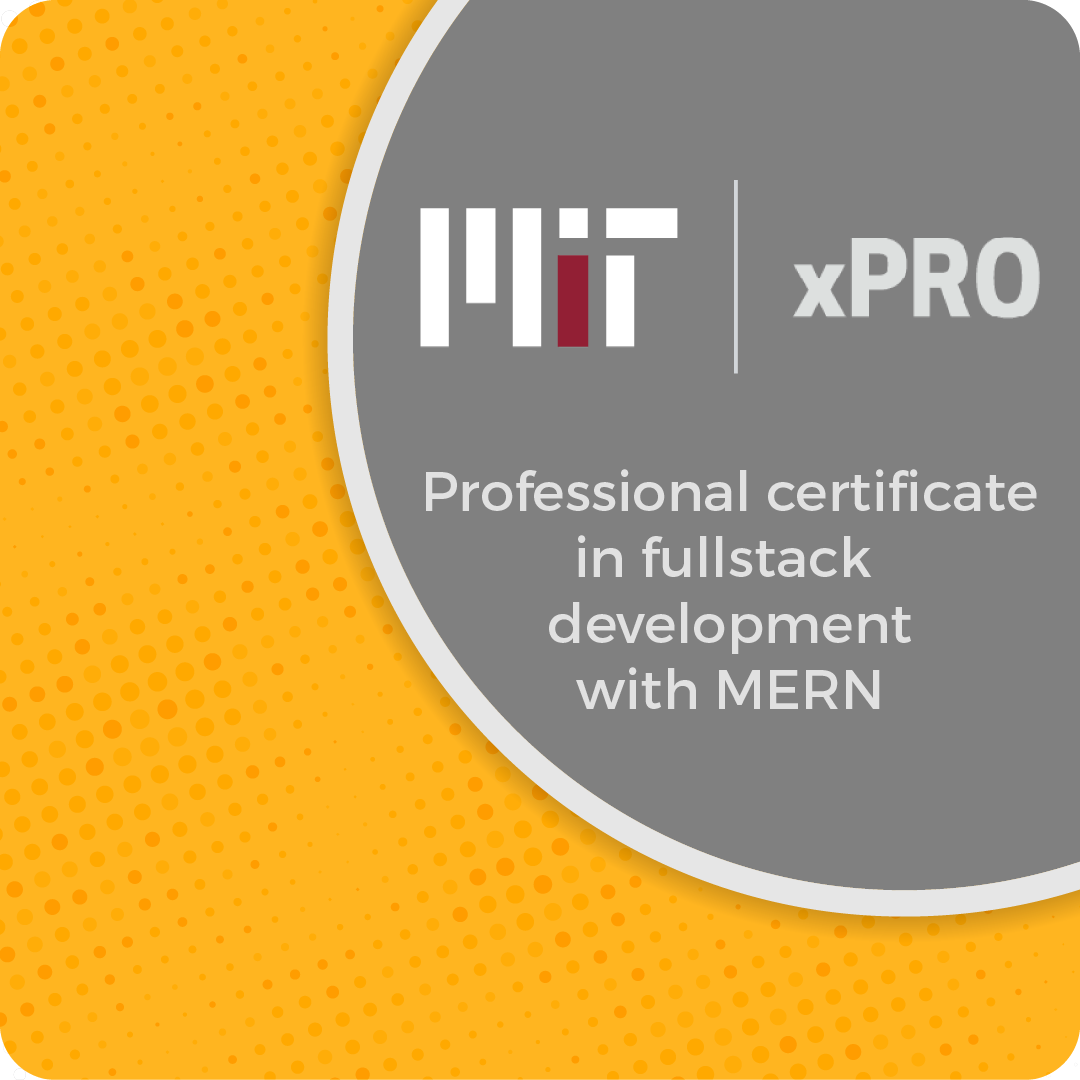 MIT xPRO
Professional certificate
in fullstack
development
with MERN